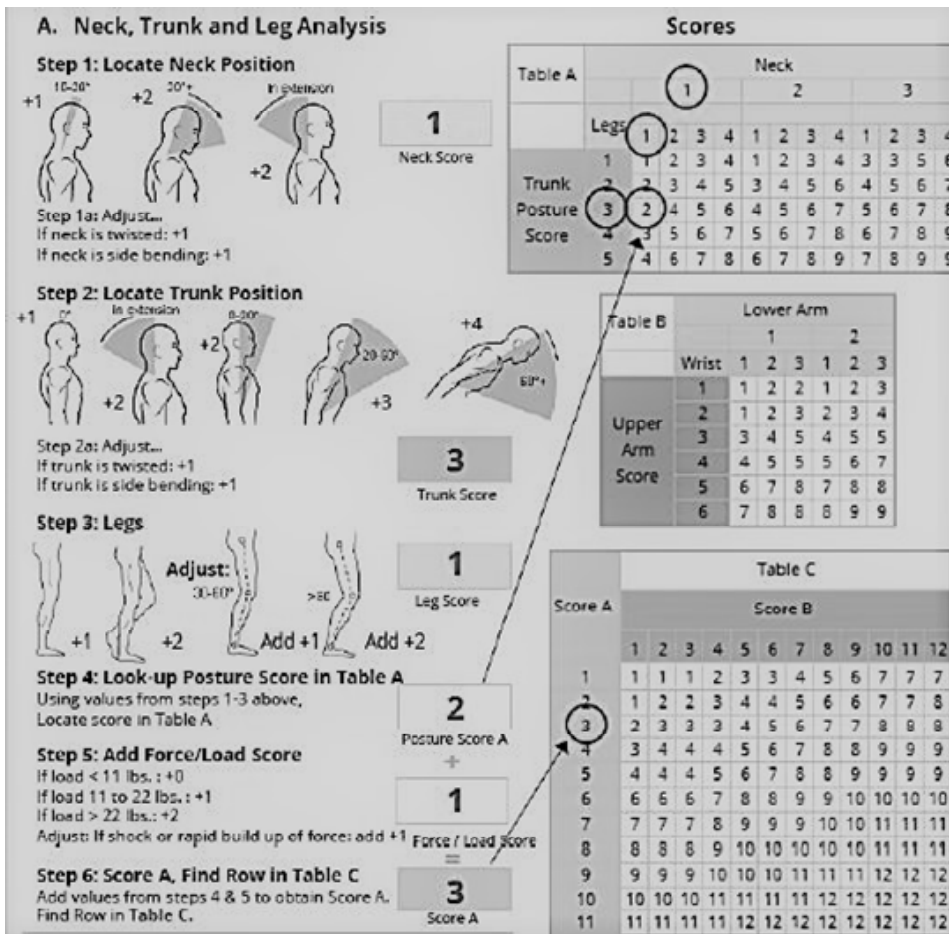 A. Neck, Trunk and Leg Analysis
Step 1: Locate Neck Position
+1
10-20°
+2
20°+
in extension
+2
1
Neck Score
Step 1a: Adjust...
If neck is twisted: +1
If neck is side bending: +1
Step 2: Locate Trunk Position
+1
0°
in extension
+2
0-20°
+2
20-60°
+3
+4
60°+
Step 2a: Adjust...
If trunk is twisted: +1
If trunk is side bending: +1
3
Trunk Score
Step 3: Legs
+1
+2
Adjust:
30-60°
Add +1
>60
Add +2
1
Leg Score
Step 4: Look-up Posture Score in Table A
Using values from steps 1-3 above,
Locate score in Table A
2
Posture Score A
+
Step 5: Add Force/Load Score
If load < 11 lbs. : +0
If load 11 to 22 lbs. : +1
If load > 22 lbs. : +2
Adjust: If shock or rapid build up of force: add +1
1
Force / Load Score
=
Step 6: Score A, Find Row in Table C
Add values from steps 4 & 5 to obtain Score A.
Find Row in Table C.
3
Score A
Scores
Table A
Neck
1 2 3
Legs 1 2 3 4 1 2 3 4 1 2 3 4
Trunk Posture Score
1 1 2 3 4 1 2 3 4 3 3 5 6
2 2 3 4 5 3 4 5 6 4 5 6 7
3 2 4 5 6 4 5 6 7 5 6 7 8
4 3 5 6 7 5 6 7 8 6 7 8 9
5 4 6 7 8 6 7 8 9 7 8 9 9
Table B
Lower Arm
1 2
Wrist 1 2 3 1 2 3
Upper Arm Score
1 1 2 2 1 2 3
2 1 2 3 2 3 4
3 3 4 5 4 5 5
4 4 5 5 5 6 7
5 6 7 8 7 8 8
6 7 8 8 8 9 9
Table C
Score A
Score B
1 2 3 4 5 6 7 8 9 10 11 12
1 1 1 1 2 3 3 4 5 6 7 7 7
2 1 2 2 3 4 4 5 6 6 7 7 8
3 2 3 3 3 4 5 6 7 7 8 8 8
4 3 4 4 4 5 6 7 8 8 9 9 9
5 4 4 4 5 6 7 8 8 9 9 9 9
6 6 6 6 7 8 8 9 9 10 10 10 10
7 7 7 7 8 9 9 9 10 10 11 11 11
8 8 8 8 9 10 10 10 10 10 11 11 11
9 9 9 9 10 10 10 11 11 11 12 12 12
10 10 10 10 11 11 11 11 12 12 12 12 12
11 11 11 11 11 12 12 12 12 12 12 12 12